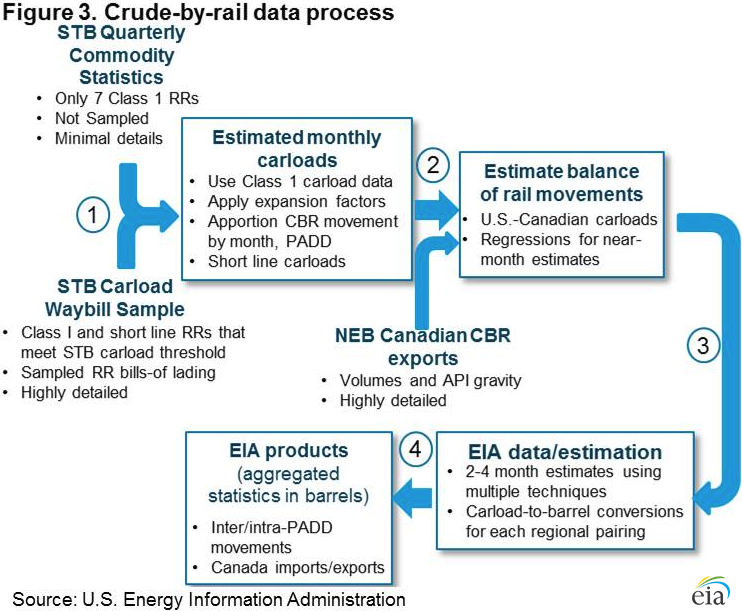 Figure 3. Crude-by-rail data process
STB Quarterly
Commodity
Statistics
• Only 7 Class 1 RRs
• Not Sampled
• Minimal details
1
STB Carload
Waybill Sample
• Class I and short line RRs that
meet STB carload threshold
• Sampled RR bills-of lading
• Highly detailed
Estimated monthly
carloads
• Use Class 1 carload data
• Apply expansion factors
• Apportion CBR movement
by month, PADD
• Short line carloads
2
NEB Canadian CBR
exports
• Volumes and API gravity
• Highly detailed
Estimate balance
of rail movements
• U.S.-Canadian carloads
• Regressions for near-
month estimates
3
EIA data/estimation
• 2-4 month estimates using
multiple techniques
• Carload-to-barrel conversions
for each regional pairing
4
EIA products
(aggregated
statistics in barrels)
• Inter/intra-PADD
movements
• Canada imports/exports
Source: U.S. Energy Information Administration
eia